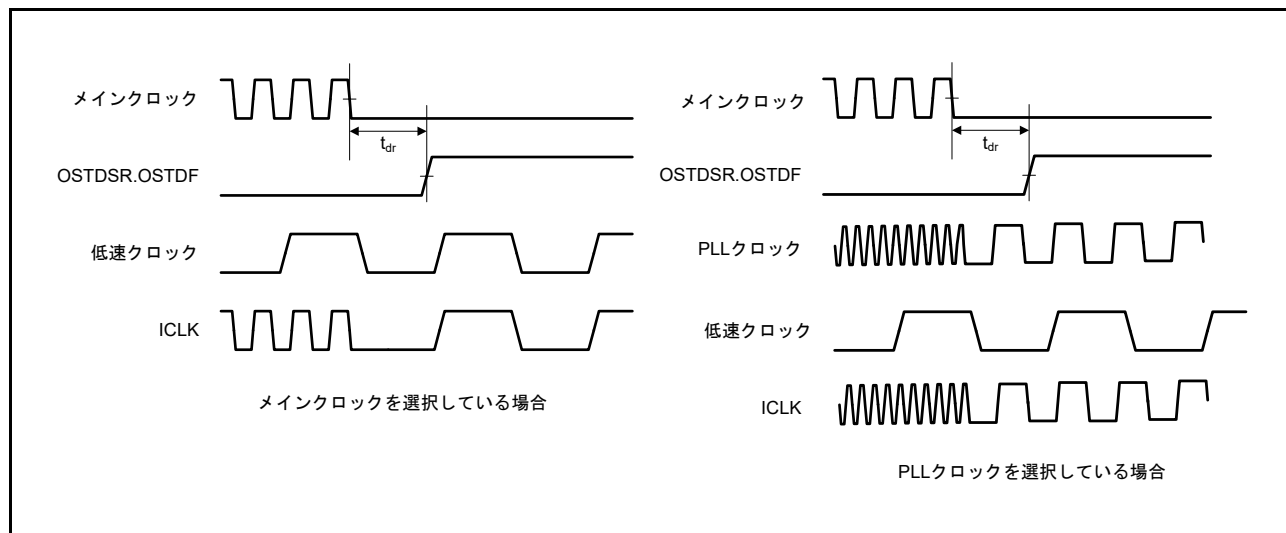 メインクロック
tdr
OSTDSR.OSTDF
低速クロック
ICLK
メインクロックを選択している場合
メインクロック
tdr
OSTDSR.OSTDF
PLLクロック
低速クロック
ICLK
PLLクロックを選択している場合